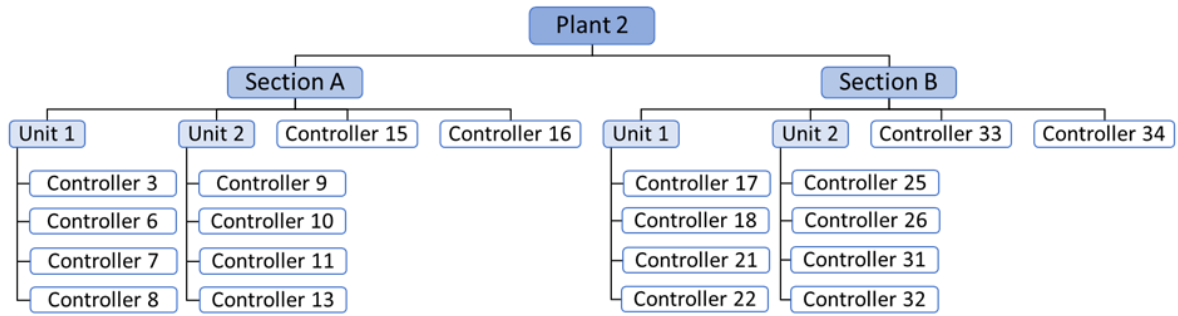 Plant 2
Section A
Section B
Unit 1
Unit 2
Controller 15
Controller 16
Unit 1
Unit 2
Controller 33
Controller 34
Controller 3
Controller 6
Controller 7
Controller 8
Controller 9
Controller 10
Controller 11
Controller 13
Controller 17
Controller 18
Controller 21
Controller 22
Controller 25
Controller 26
Controller 31
Controller 32